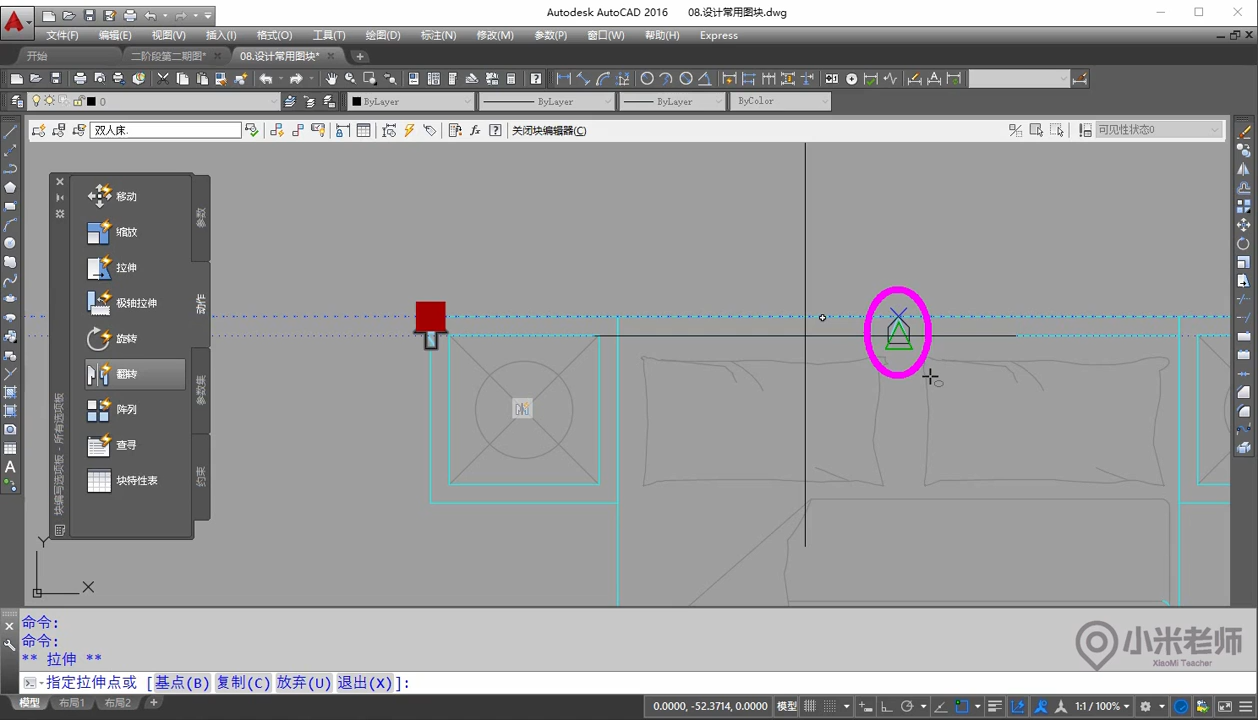 Autodesk AutoCAD 2016 08.设计常用图块.dwg
文件(F) 编辑(E) 视图(V) 插入(I) 格式(O) 工具(T) 绘图(D) 标注(N) 修改(M) 参数(P) 窗口(W) 帮助(H) Express
开始 二阶段第二期图* 08.设计常用图块*
0 ByLayer ByLayer ByLayer ByColor
双人床. 关闭块编辑器(C) 可见性状态0
移动
缩放
拉伸
极轴拉伸
旋转
翻转
阵列
查寻
块特性表
参数
动作
参数集
约束
块编写选项板 - 所有选项板
Y
X
命令:
命令:
** 拉伸 **
指定拉伸点或 [基点(B) 复制(C) 放弃(U) 退出(X)]:
小米老师
XiaoMi Teacher
模型 布局1 布局2 0.0000, -52.3714, 0.0000 模型 1:1 / 100%